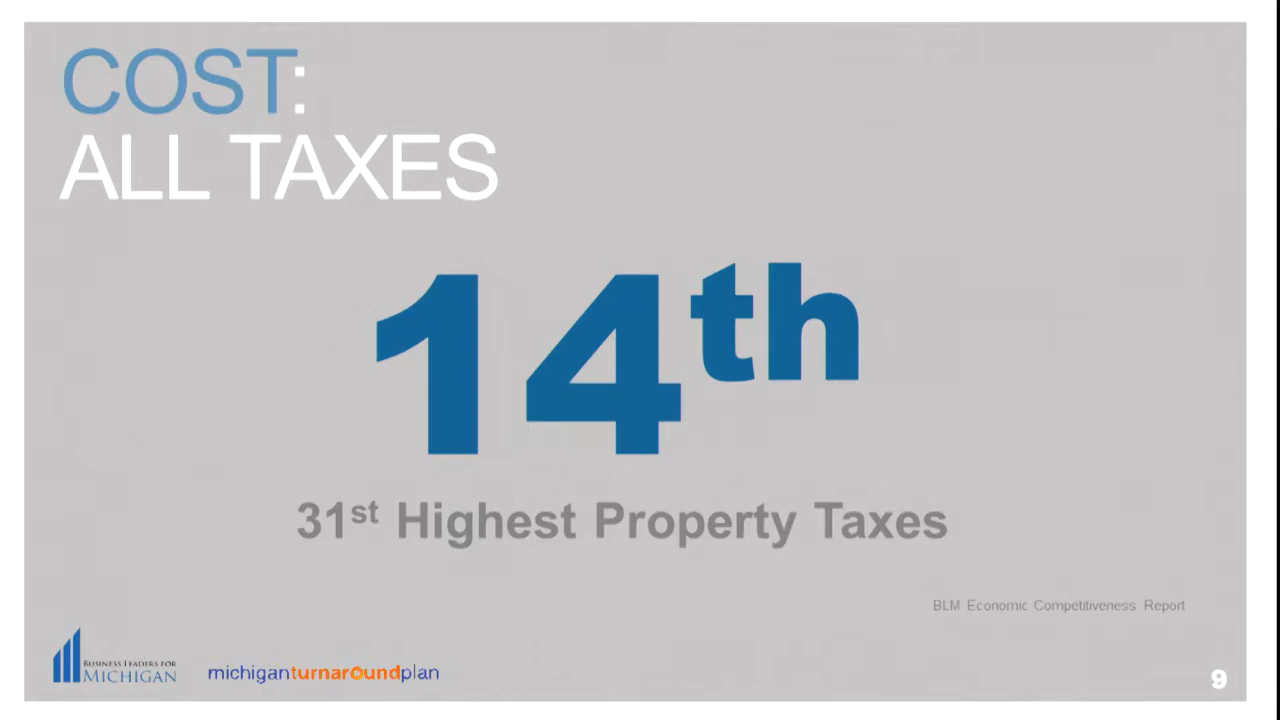 COST:
ALL TAXES
14th
31st Highest Property Taxes
BLM Economic Competitiveness Report
BUSINESS LEADERS FOR
MICHIGAN
michiganturnaroundplan
9